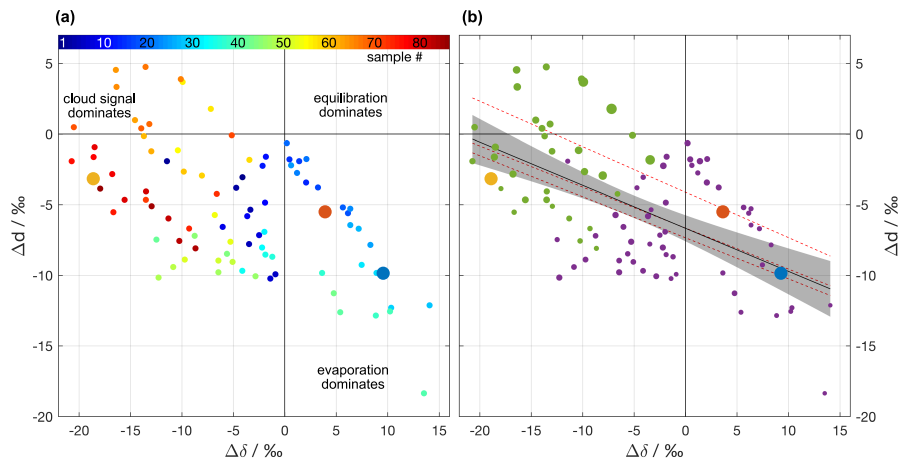 (a)
(b)
1 10 20 30 40 50 60 70 80
sample #
cloud signal
dominates
equilibration
dominates
evaporation
dominates
5
0
-5
-10
-15
-20
Δd / ‰
-20 -15 -10 -5 0 5 10 15
Δδ / ‰
5
0
-5
-10
-15
-20
Δd / ‰
-20 -15 -10 -5 0 5 10 15
Δδ / ‰